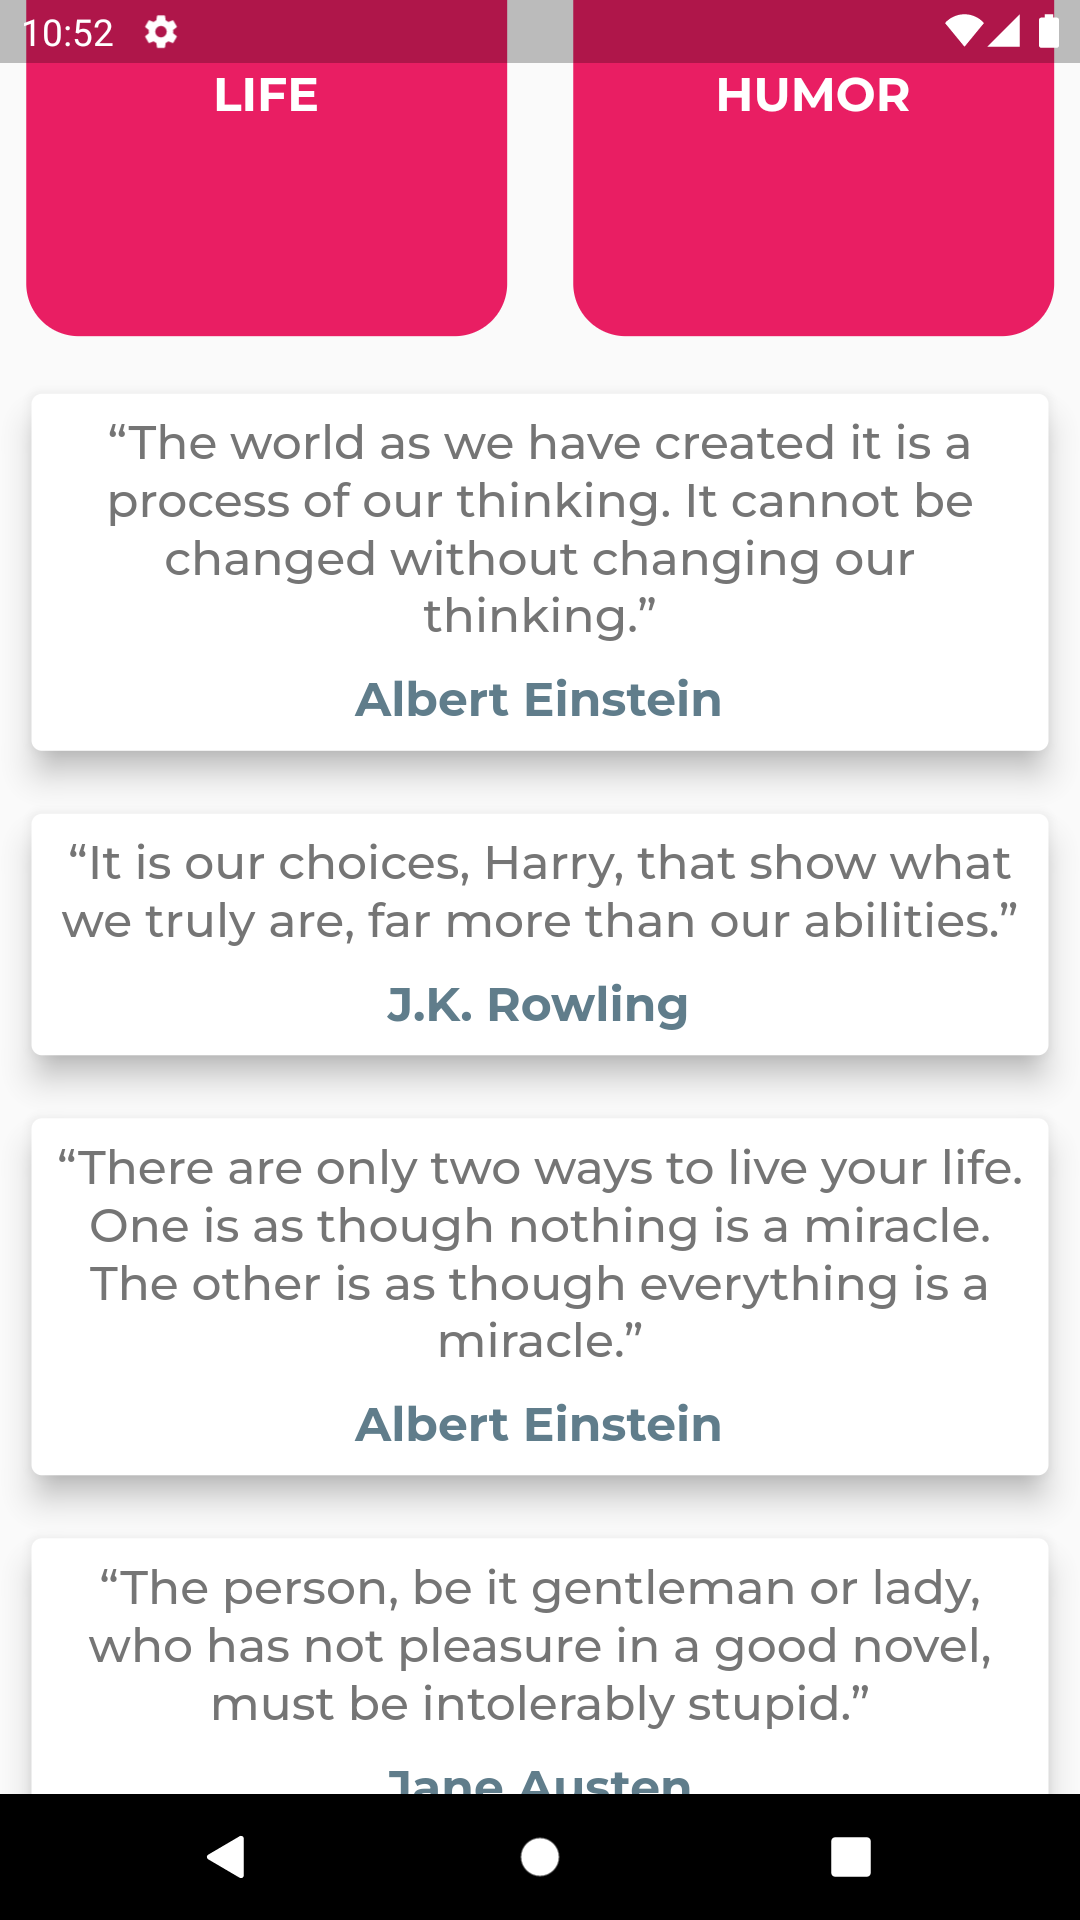 10:52
LIFE
HUMOR
“The world as we have created it is a
process of our thinking. It cannot be
changed without changing our
thinking.”
Albert Einstein
“It is our choices, Harry, that show what
we truly are, far more than our abilities.”
J.K. Rowling
“There are only two ways to live your life.
One is as though nothing is a miracle.
The other is as though everything is a
miracle.”
Albert Einstein
“The person, be it gentleman or lady,
who has not pleasure in a good novel,
must be intolerably stupid.”
Jane Austen